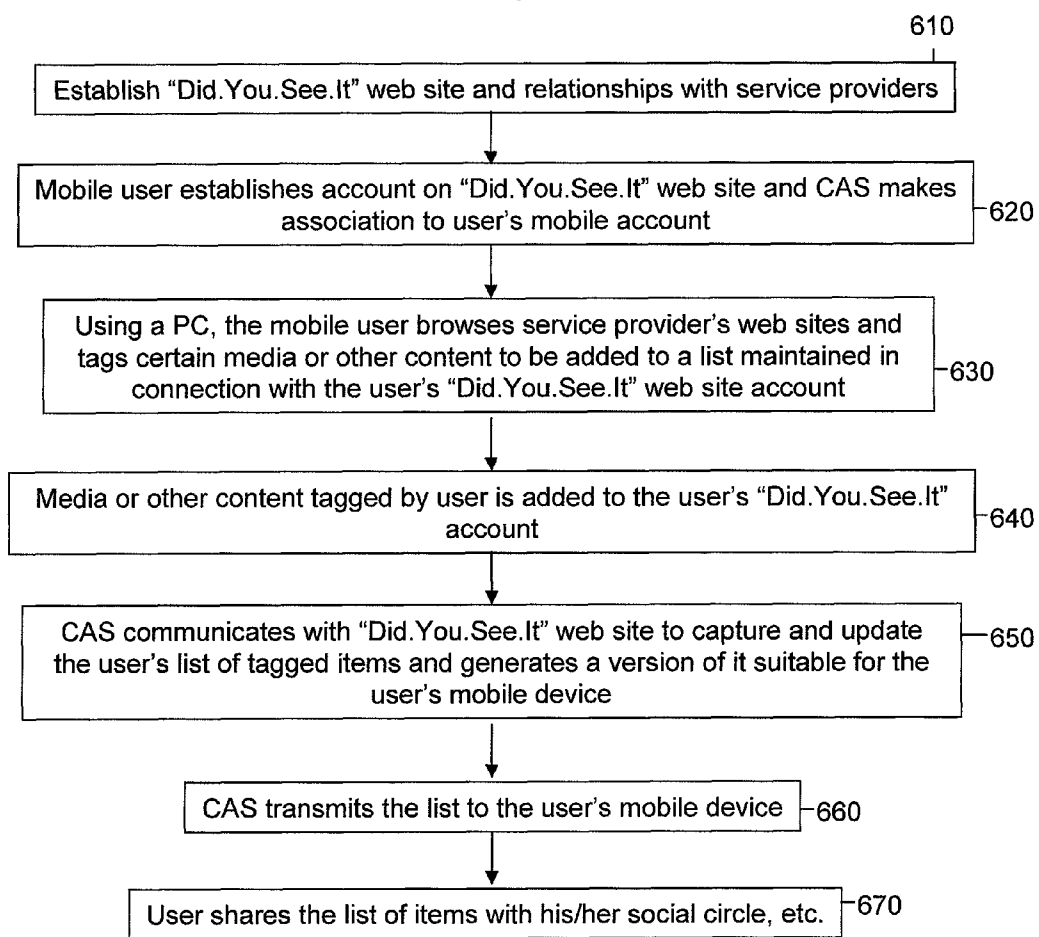 610
Establish “Did.You.See.It” web site and relationships with service providers
Mobile user establishes account on “Did.You.See.It” web site and CAS makes
association to user's mobile account
620
Using a PC, the mobile user browses service provider's web sites and
tags certain media or other content to be added to a list maintained in
connection with the user's “Did.You.See.It” web site account
630
Media or other content tagged by user is added to the user's “Did.You.See.It”
account
640
CAS communicates with “Did.You.See.It” web site to capture and update
the user's list of tagged items and generates a version of it suitable for the
user's mobile device
650
CAS transmits the list to the user's mobile device
660
User shares the list of items with his/her social circle, etc.
670